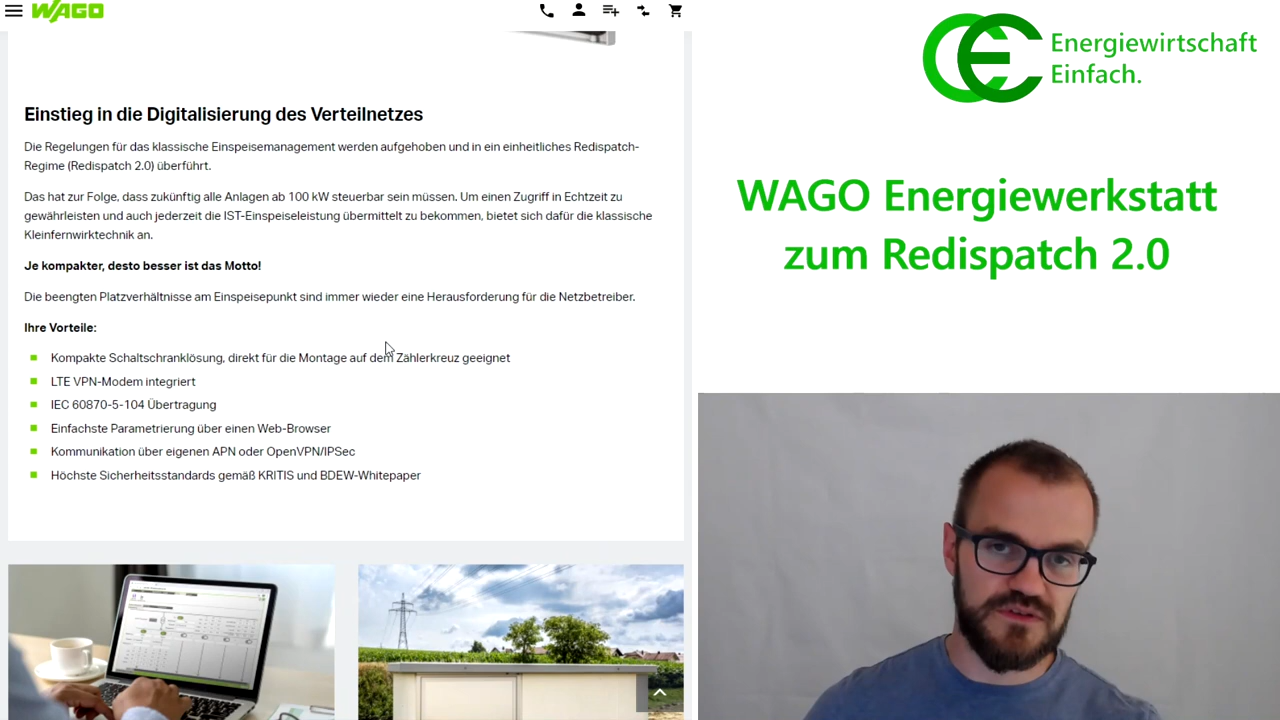 WAGO
Einstieg in die Digitalisierung des Verteilnetzes
Die Regelungen für das klassische Einspeisemanagement werden aufgehoben und in ein einheitliches Redispatch-
Regime (Redispatch 2.0) überführt.
Das hat zur Folge, dass zukünftig alle Anlagen ab 100 kW steuerbar sein müssen. Um einen Zugriff in Echtzeit zu
gewährleisten und auch jederzeit die IST-Einspeiseleistung übermittelt zu bekommen, bietet sich dafür die klassische
Kleinfernwirktechnik an.
Je kompakter, desto besser ist das Motto!
Die beengten Platzverhältnisse am Einspeisepunkt sind immer wieder eine Herausforderung für die Netzbetreiber.
Ihre Vorteile:
Kompakte Schaltschranklösung, direkt für die Montage auf dem Zählerkreuz geeignet
LTE VPN-Modem integriert
IEC 60870-5-104 Übertragung
Einfachste Parametrierung über einen Web-Browser
Kommunikation über eigenen APN oder OpenVPN/IPSec
Höchste Sicherheitsstandards gemäß KRITIS und BDEW-Whitepaper
Energiewirtschaft
Einfach.
WAGO Energiewerkstatt
zum Redispatch 2.0